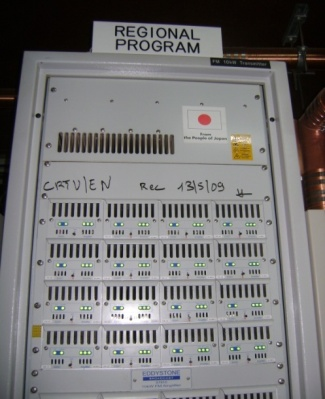 REGIONAL
PROGRAM
FM 10kW Transmitter
From
the People of Japan
CRTV/EN Rec 13/5/09
EDDYSTONE